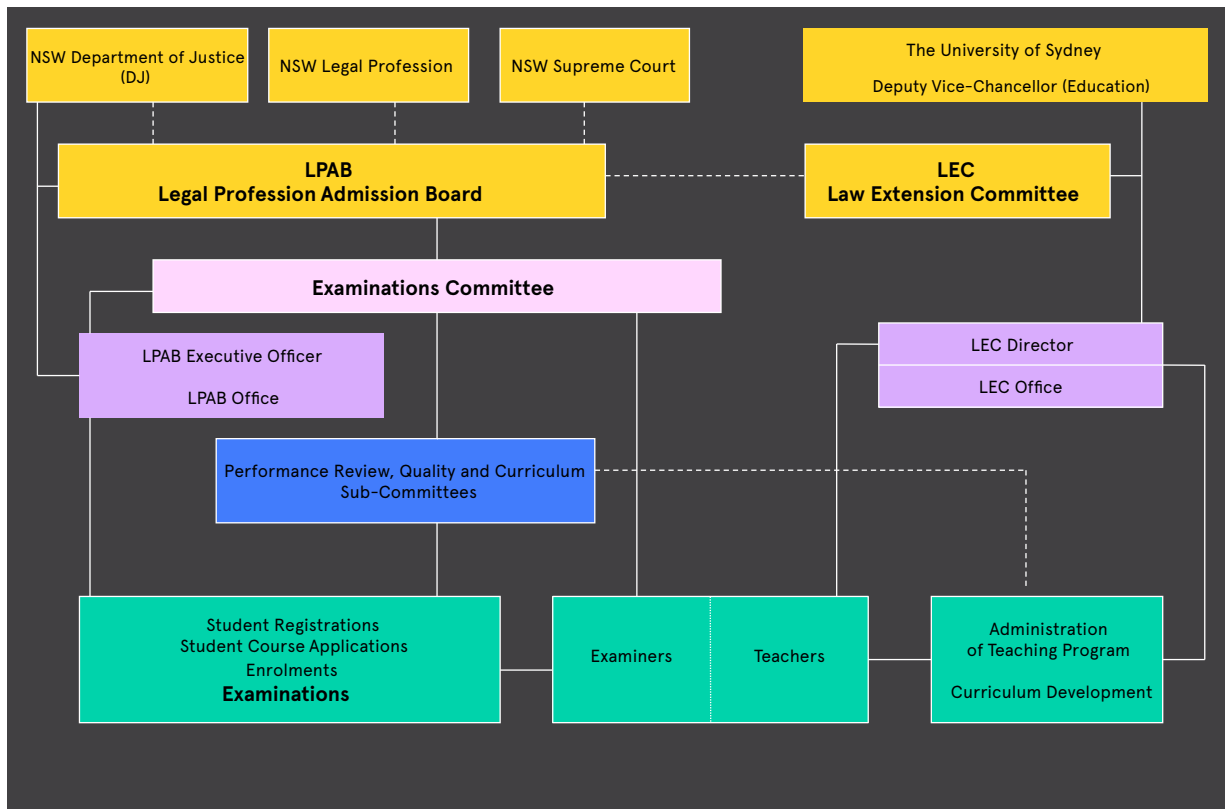 NSW Department of Justice
(DJ)
NSW Legal Profession
NSW Supreme Court
The University of Sydney
Deputy Vice-Chancellor (Education)
LPAB
Legal Profession Admission Board
LEC
Law Extension Committee
Examinations Committee
LPAB Executive Officer
LPAB Office
LEC Director
LEC Office
Performance Review, Quality and Curriculum
Sub-Committees
Student Registrations
Student Course Applications
Enrolments
Examinations
Examiners
Teachers
Administration
of Teaching Program
Curriculum Development